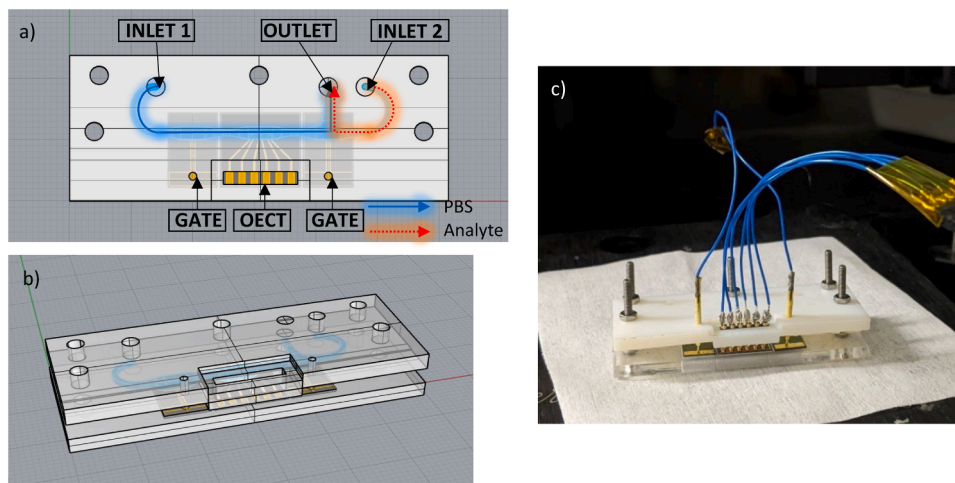 a)
INLET 1
OUTLET
INLET 2
GATE
OECT
GATE
PBS
Analyte
b)
c)